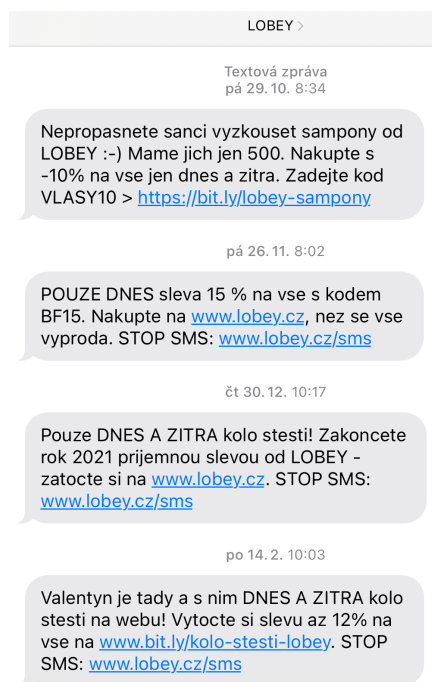 LOBEY >
Textová zpráva
pá 29. 10. 8:34
Nepropasnete sanci vyzkouset sampony od
LOBEY :-) Mame jich jen 500. Nakupte s
-10% na vse jen dnes a zitra. Zadejte kod
VLASY10 > https://bit.ly/lobey-sampony
pá 26. 11. 8:02
POUZE DNES sleva 15 % na vse s kodem
BF15. Nakupte na www.lobey.cz, nez se vse
vyproda. STOP SMS: www.lobey.cz/sms
čt 30. 12. 10:17
Pouze DNES A ZITRA kolo stesti! Zakoncete
rok 2021 prijemnou slevou od LOBEY -
zatocte si na www.lobey.cz. STOP SMS:
www.lobey.cz/sms
po 14. 2. 10:03
Valentyn je tady a s nim DNES A ZITRA kolo
stesti na webu! Vytocte si slevu az 12% na
vse na www.bit.ly/kolo-stesti-lobey. STOP
SMS: www.lobey.cz/sms